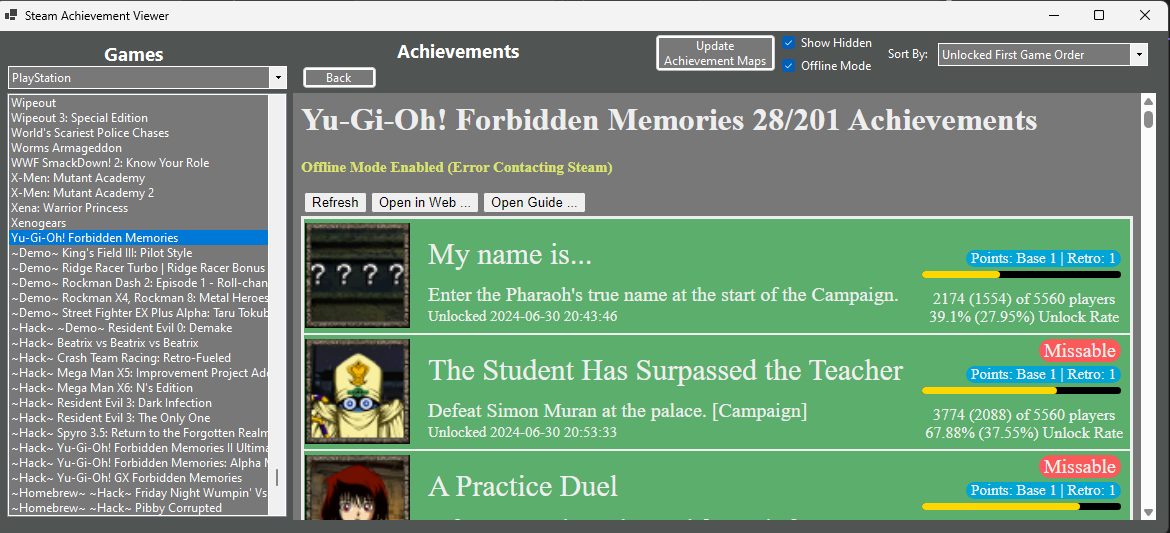 Steam Achievement Viewer
Games
Achievements
Update
Achievement Maps
Show Hidden
Offline Mode
Sort By:
Unlocked First Game Order
PlayStation
Back
Wipeout
Wipeout 3: Special Edition
World's Scariest Police Chases
Worms Armageddon
WWF SmackDown! 2: Know Your Role
X-Men: Mutant Academy
X-Men: Mutant Academy 2
Xena: Warrior Princess
Xenogears
Yu-Gi-Oh! Forbidden Memories
~Demo~ King's Field III: Pilot Style
~Demo~ Ridge Racer Turbo | Ridge Racer Bonus
~Demo~ Rockman Dash 2: Episode 1 - Roll-chan
~Demo~ Rockman X4, Rockman 8: Metal Heroes
~Demo~ Street Fighter EX Plus Alpha: Taru Tokub
~Hack~ ~Demo~ Resident Evil 0: Demake
~Hack~ Beatrix vs Beatrix vs Beatrix
~Hack~ Crash Team Racing: Retro-Fueled
~Hack~ Mega Man X5: Improvement Project Add
~Hack~ Mega Man X6: N's Edition
~Hack~ Resident Evil 3: Dark Infection
~Hack~ Resident Evil 3: The Only One
~Hack~ Spyro 3.5: Return to the Forgotten Realm
~Hack~ Yu-Gi-Oh! Forbidden Memories II Ultima
~Hack~ Yu-Gi-Oh! Forbidden Memories: Alpha M
~Hack~ Yu-Gi-Oh! GX Forbidden Memories
~Homebrew~ ~Hack~ Friday Night Wumpin' Vs
~Homebrew~ ~Hack~ Pibby Corrupted
Yu-Gi-Oh! Forbidden Memories 28/201 Achievements
Offline Mode Enabled (Error Contacting Steam)
Refresh
Open in Web ...
Open Guide ...
? ? ? ?
My name is...
Enter the Pharaoh's true name at the start of the Campaign.
Unlocked 2024-06-30 20:43:46
Points: Base 1 | Retro: 1
2174 (1554) of 5560 players
39.1% (27.95%) Unlock Rate
The Student Has Surpassed the Teacher
Defeat Simon Muran at the palace. [Campaign]
Unlocked 2024-06-30 20:53:33
Missable
Points: Base 1 | Retro: 1
3774 (2088) of 5560 players
67.88% (37.55%) Unlock Rate
A Practice Duel
Missable
Points: Base 1 | Retro: 1